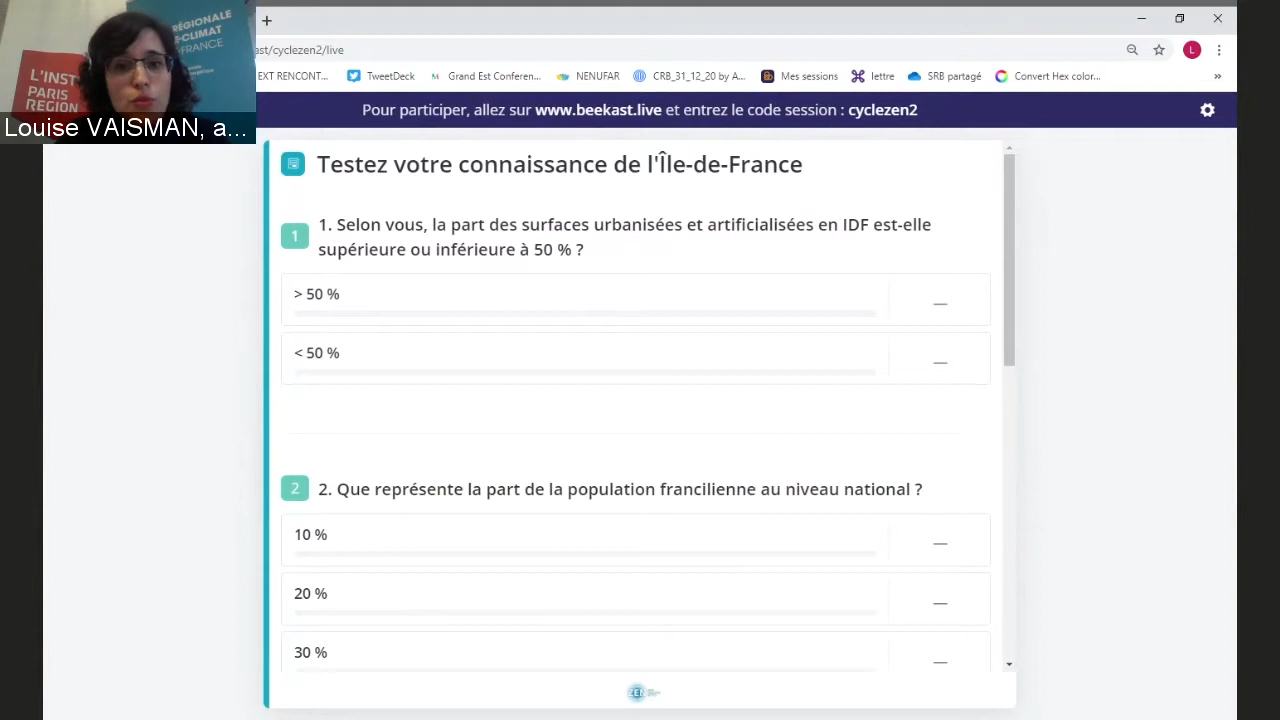 RÉGIONALE
-CLIMAT
FRANCE
L'INST
PARIS
REGION
Louise VAISMAN, a...
+
ast/cyclezen2/live
L
EXT RENCONT...
TweetDeck
M
Grand Est Conferen...
NENUFAR
CRB_31_12_20 by A...
Mes sessions
lettre
SRB partagé
Convert Hex color...
»
Pour participer, allez sur www.beekast.live et entrez le code session : cyclezen2
Testez votre connaissance de l'Île-de-France
1
1. Selon vous, la part des surfaces urbanisées et artificialisées en IDF est-elle
supérieure ou inférieure à 50 % ?
> 50 %
—
< 50 %
—
2
2. Que représente la part de la population francilienne au niveau national ?
10 %
—
20 %
—
30 %
—
ZEN